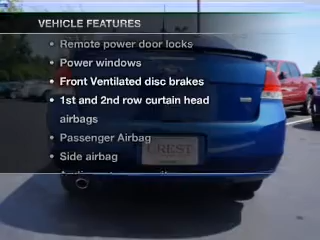 VEHICLE FEATURES
• Remote power door locks
• Power windows
• Front Ventilated disc brakes
• 1st and 2nd row curtain head
airbags
• Passenger Airbag
• Side airbag
CREST